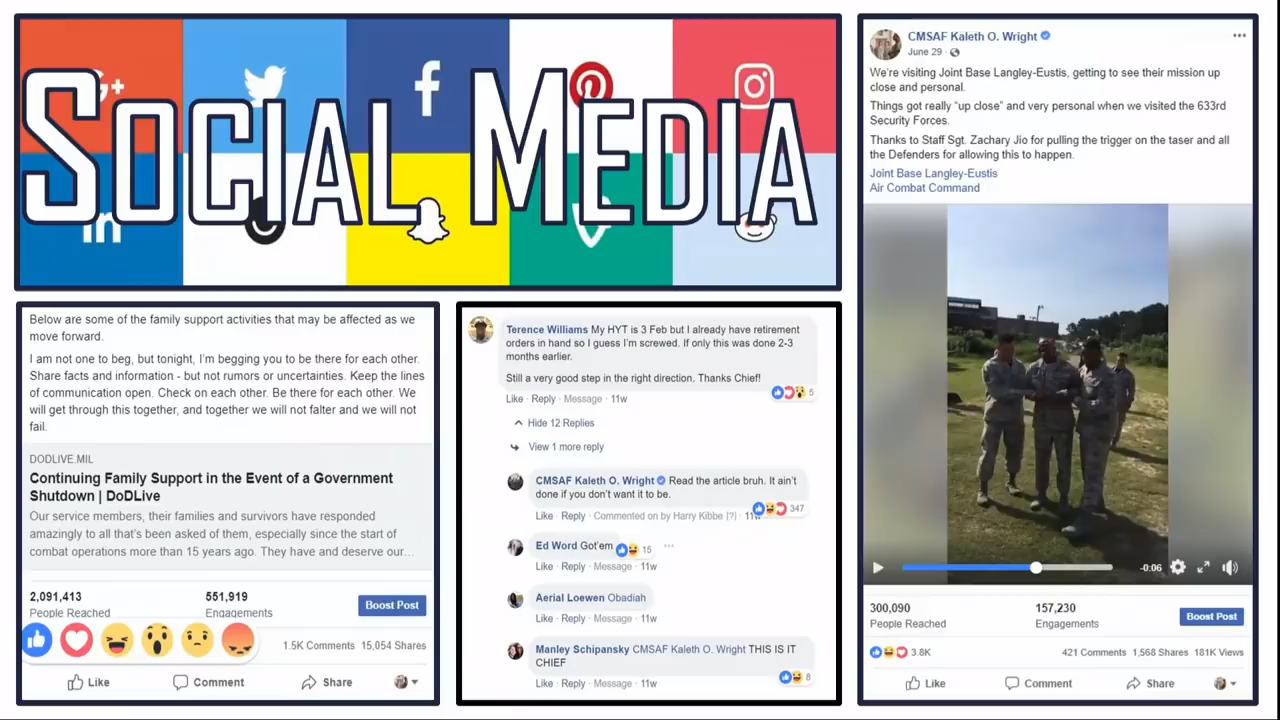 SOCIAL MEDIA
G+
f
in
Below are some of the family support activities that may be affected as we
move forward.
I am not one to beg, but tonight, I'm begging you to be there for each other.
Share facts and information - but not rumors or uncertainties. Keep the lines
of communication open. Check on each other. Be there for each other. We
will get through this together, and together we will not falter and we will not
fail.
DODLIVE.MIL
Continuing Family Support in the Event of a Government
Shutdown | DoDLive
Our service members, their families and survivors have responded
amazingly to all that's been asked of them, especially since the start of
combat operations more than 15 years ago. They have and deserve our...
2,091,413 551,919 Boost Post
People Reached Engagements
1.5K Comments 15,054 Shares
Like Comment Share
Terence Williams My HYT is 3 Feb but I already have retirement
orders in hand so I guess I'm screwed. If only this was done 2-3
months earlier.
Still a very good step in the right direction. Thanks Chief!
5
Like · Reply · Message · 11w
Hide 12 Replies
View 1 more reply
CMSAF Kaleth O. Wright Read the article bruh. It ain't
done if you don't want it to be.
347
Like · Reply · Commented on by Harry Kibbe [?] · 11w
Ed Word Got'em 15 ...
Like · Reply · Message · 11w
Aerial Loewen Obadiah
Like · Reply · Message · 11w
Manley Schipansky CMSAF Kaleth O. Wright THIS IS IT
CHIEF
8
Like · Reply · Message · 11w
CMSAF Kaleth O. Wright ...
June 29 ·
We're visiting Joint Base Langley-Eustis, getting to see their mission up
close and personal.
Things got really "up close" and very personal when we visited the 633rd
Security Forces.
Thanks to Staff Sgt. Zachary Jio for pulling the trigger on the taser and all
the Defenders for allowing this to happen.
Joint Base Langley-Eustis
Air Combat Command
-0:06
300,090 157,230 Boost Post
People Reached Engagements
3.8K 421 Comments 1,568 Shares 181K Views
Like Comment Share